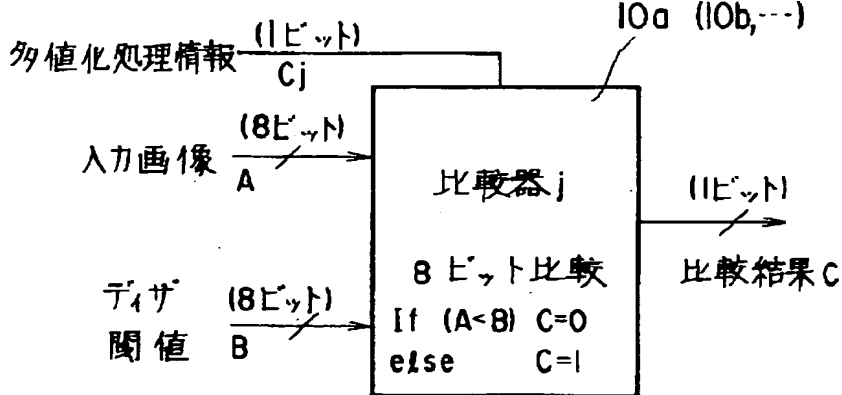 10a (10b,---)
多値化処理情報
(1ビット)
Cj
入力画像
(8ビット)
A
比較器j
(1ビット)
比較結果C
ディザ
閾値
(8ビット)
B
8ビット比較
If (A<B) C=0
else C=1